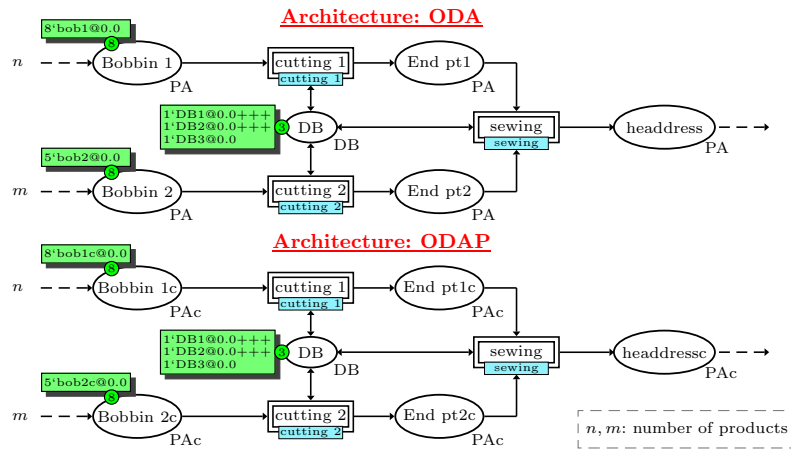 Architecture: ODA
8‘bob1@0.0
8
n
Bobbin 1
PA
cutting 1
cutting 1
End pt1
PA
1‘DB1@0.0+++
1‘DB2@0.0+++
1‘DB3@0.0
3
DB
DB
sewing
sewing
headdress
PA
5‘bob2@0.0
8
m
Bobbin 2
PA
cutting 2
cutting 2
End pt2
PA
Architecture: ODAP
8‘bob1c@0.0
8
n
Bobbin 1c
PAc
cutting 1
cutting 1
End pt1c
PAc
1‘DB1@0.0+++
1‘DB2@0.0+++
1‘DB3@0.0
3
DB
DB
sewing
sewing
headdressc
PAc
5‘bob2c@0.0
8
m
Bobbin 2c
PAc
cutting 2
cutting 2
End pt2c
PAc
n, m: number of products